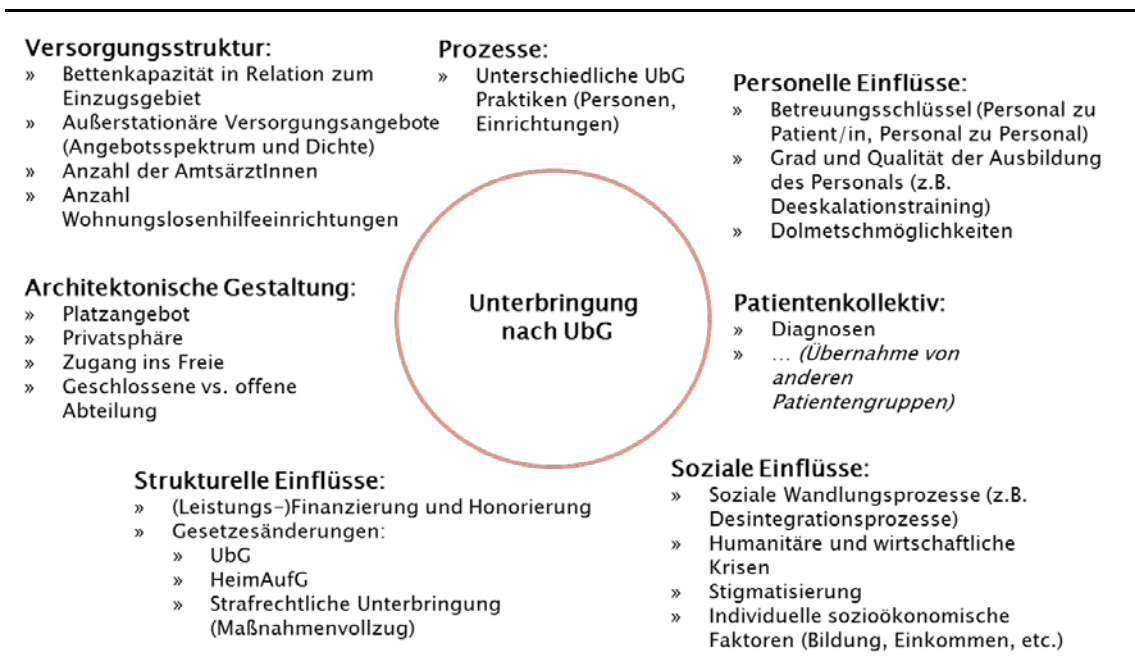 Versorgungsstruktur:
» Bettenkapazität in Relation zum
Einzugsgebiet
» Außerstationäre Versorgungsangebote
(Angebotsspektrum und Dichte)
» Anzahl der AmtsärztInnen
» Anzahl
Wohnungslosenhilfeeinrichtungen
Prozesse:
» Unterschiedliche UbG
Praktiken (Personen,
Einrichtungen)
Personelle Einflüsse:
» Betreuungsschlüssel (Personal zu
Patient/in, Personal zu Personal)
» Grad und Qualität der Ausbildung
des Personals (z.B.
Deeskalationstraining)
» Dolmetschmöglichkeiten
Architektonische Gestaltung:
» Platzangebot
» Privatsphäre
» Zugang ins Freie
» Geschlossene vs. offene
Abteilung
Unterbringung
nach UbG
Patientenkollektiv:
» Diagnosen
» ... (Übernahme von
anderen
Patientengruppen)
Strukturelle Einflüsse:
» (Leistungs-)Finanzierung und Honorierung
» Gesetzesänderungen:
» UbG
» HeimAufG
» Strafrechtliche Unterbringung
(Maßnahmenvollzug)
Soziale Einflüsse:
» Soziale Wandlungsprozesse (z.B.
Desintegrationsprozesse)
» Humanitäre und wirtschaftliche
Krisen
» Stigmatisierung
» Individuelle sozioökonomische
Faktoren (Bildung, Einkommen, etc.)